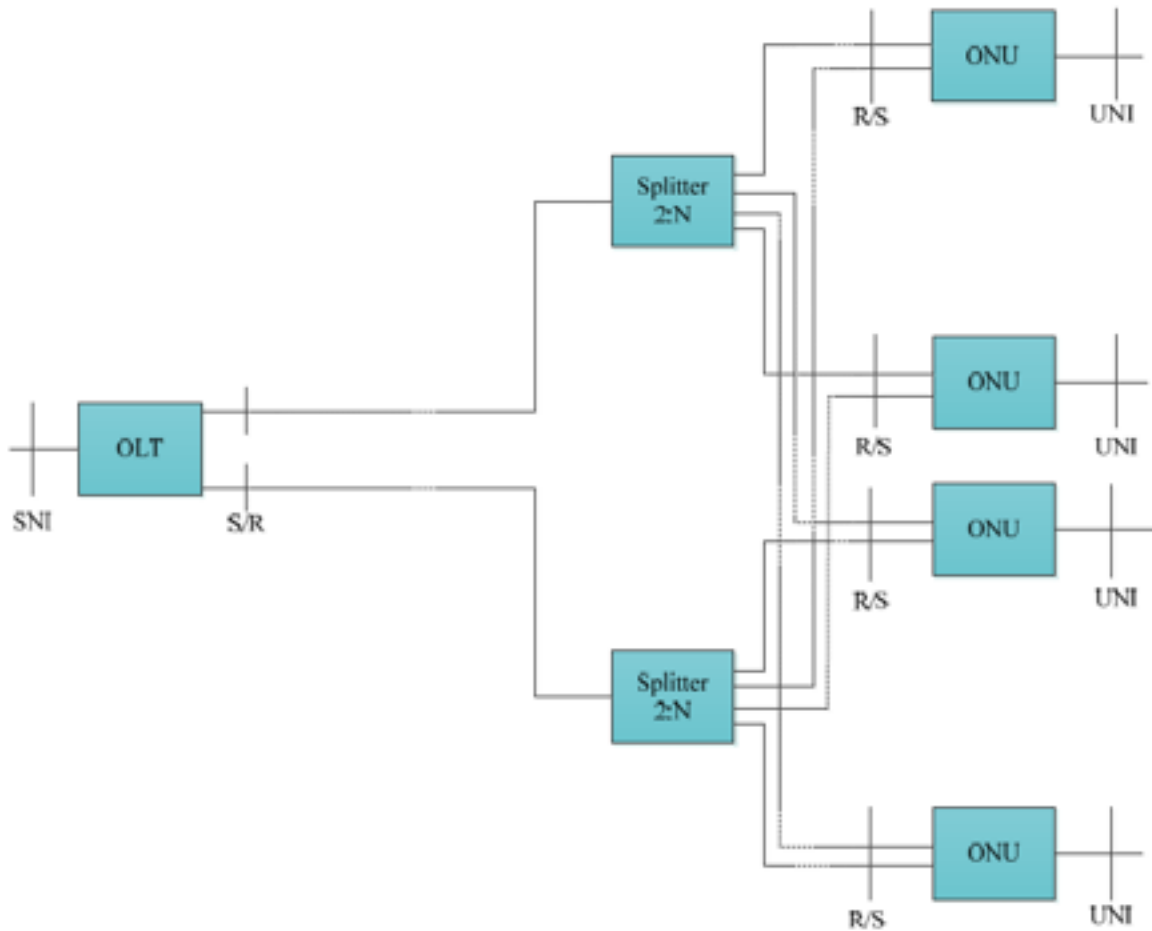 ONU
R/S
UNI
Splitter
2:N
ONU
R/S
UNI
OLT
SNI
S/R
ONU
R/S
UNI
Splitter
2:N
ONU
R/S
UNI